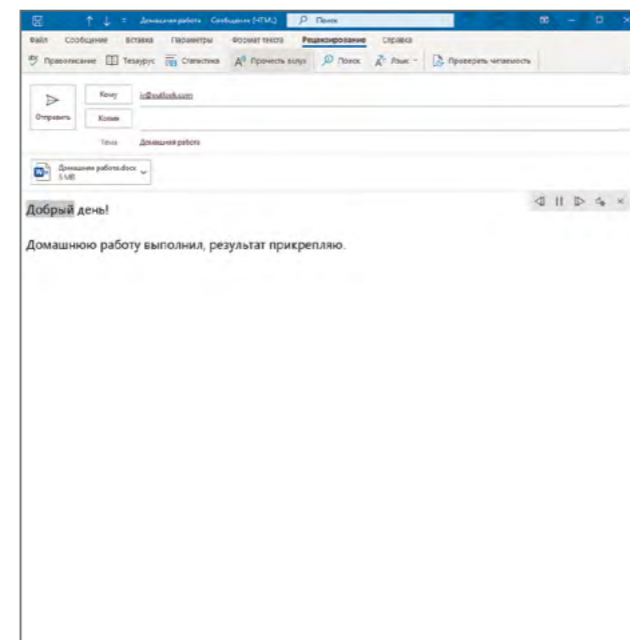 Домашняя работа - Сообщение (HTML) Поиск
Файл Сообщение Вставка Параметры Формат текста Рецензирование Справка
Правописание Тезаурус Статистика Прочесть вслух Поиск Язык Проверить читаемость
Отправить
Кому
Копия
Тема Домашняя работа
Домашняя работа.docx
5 MB
Добрый день!
Домашнюю работу выполнил, результат прикрепляю.